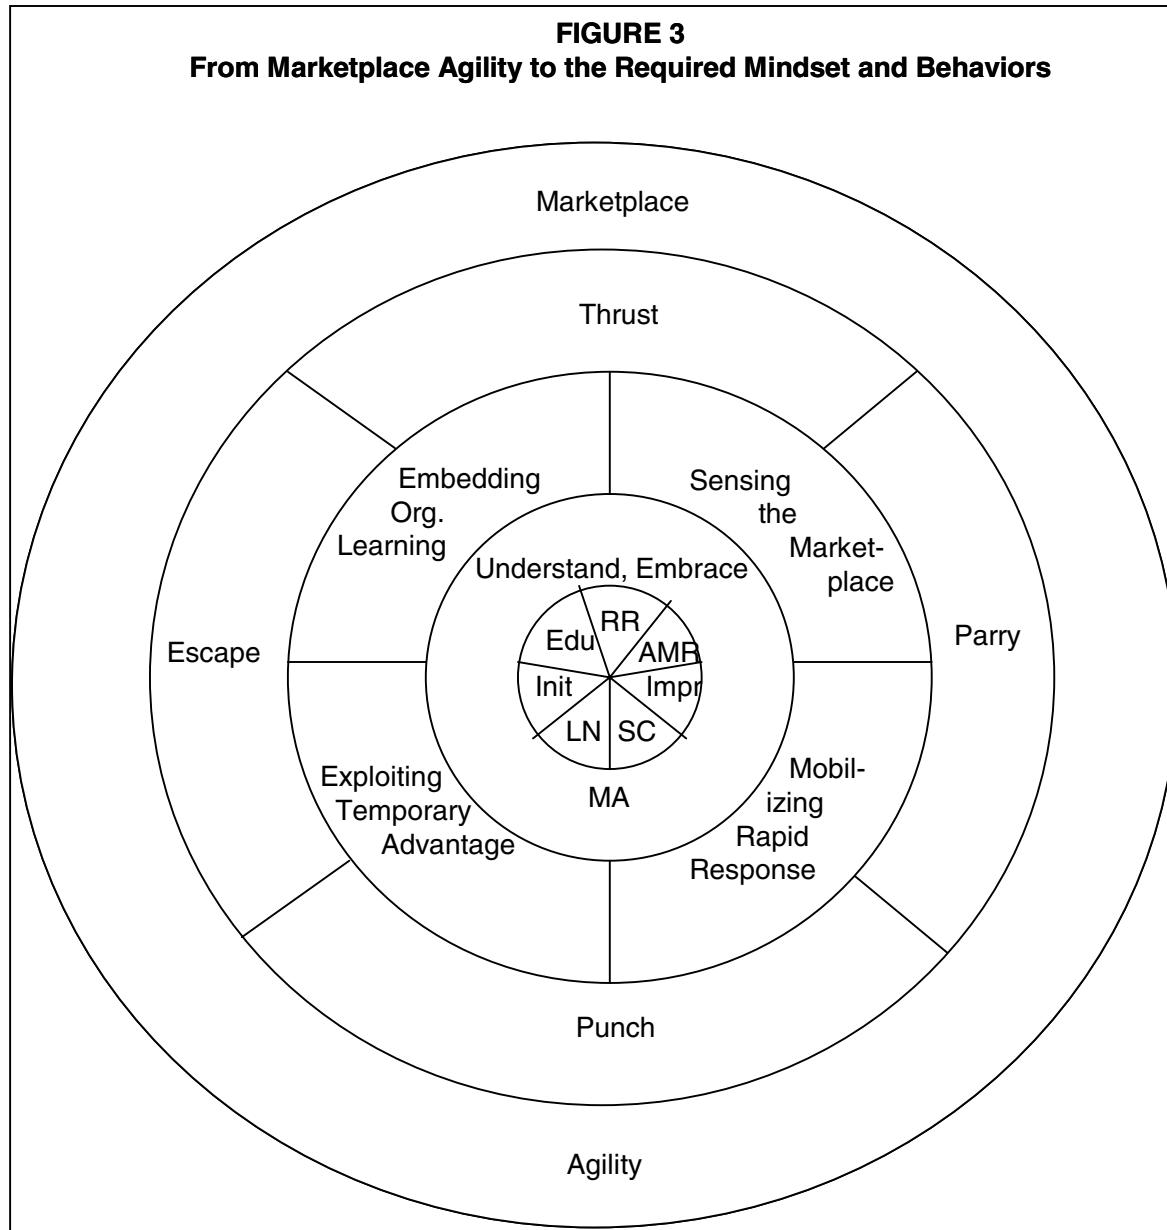 FIGURE 3
From Marketplace Agility to the Required Mindset and Behaviors
Marketplace
Thrust
Embedding
Org.
Learning
Sensing
the
Market-
place
Understand, Embrace
RR
Edu
AMR
Escape
Parry
Init
Impr
LN
SC
MA
Exploiting
Temporary
Advantage
Mobil-
izing
Rapid
Response
Punch
Agility